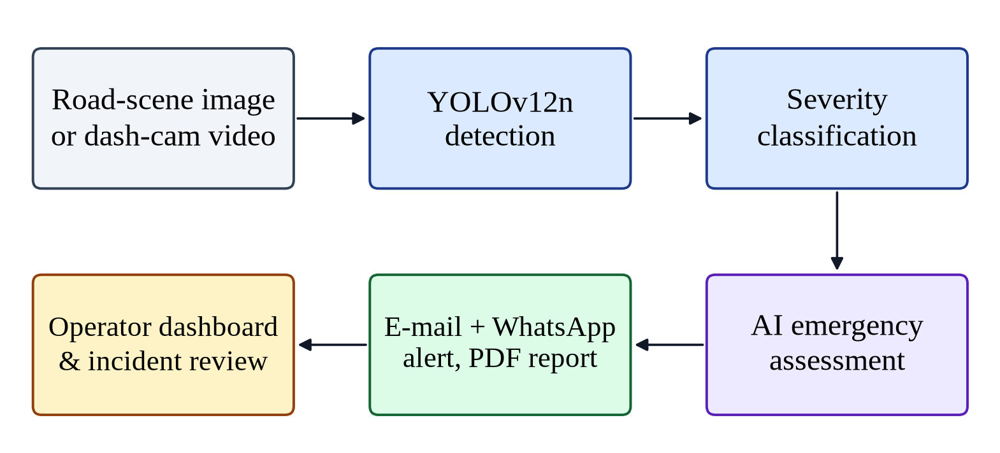 Road-scene image
or dash-cam video
YOLOv12n
detection
Severity
classification
AI emergency
assessment
E-mail + WhatsApp
alert, PDF report
Operator dashboard
& incident review